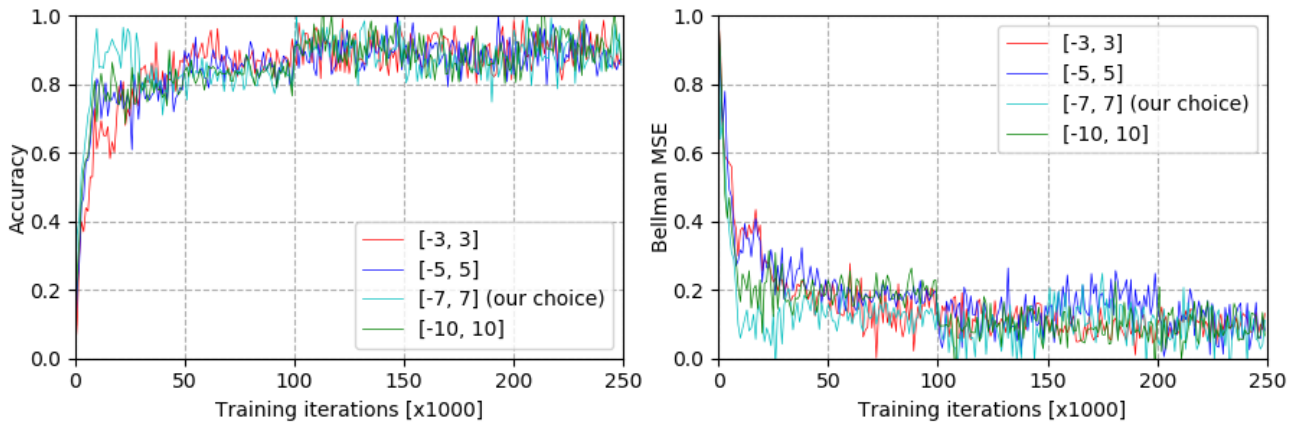 1.0
0.8
0.6
0.4
0.2
0.0
Accuracy
[-3, 3]
[-5, 5]
[-7, 7] (our choice)
[-10, 10]
0 50 100 150 200 250
Training iterations [x1000]
1.0
0.8
0.6
0.4
0.2
0.0
Bellman MSE
[-3, 3]
[-5, 5]
[-7, 7] (our choice)
[-10, 10]
0 50 100 150 200 250
Training iterations [x1000]